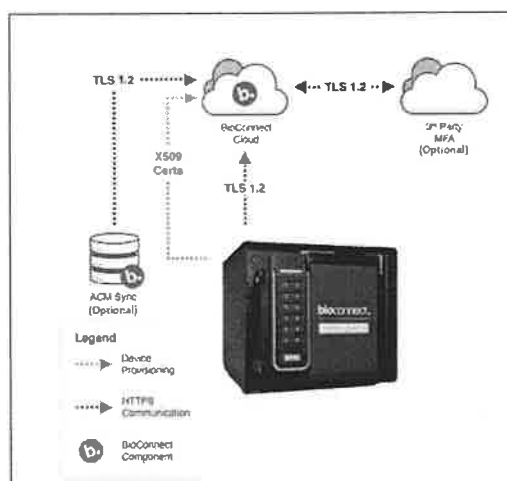 TLS 1.2
TLS 1.2
b.
BioConnect
Cloud
3rd Party
MFA
(Optional)
X509
Certs
TLS 1.2
b.
ACM Sync
(Optional)
bioconnect.
Legend
Device
Provisioning
HTTPS
Communication
b.
BioConnect
Component